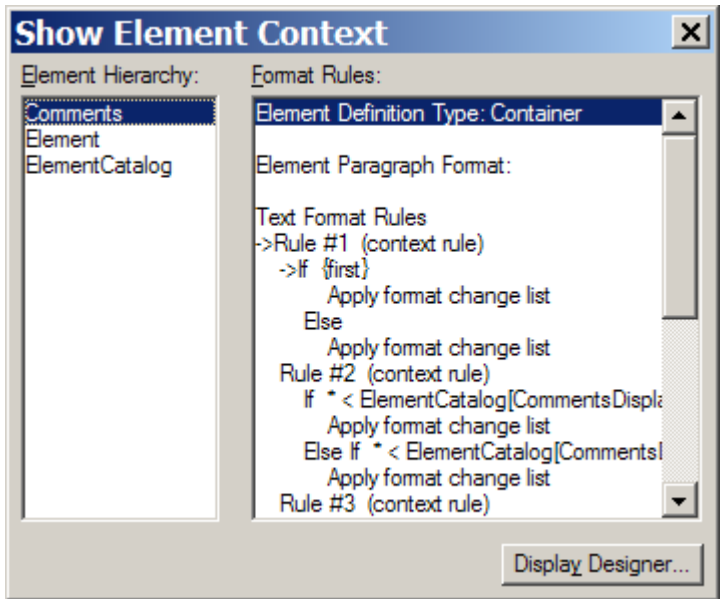 Show Element Context
Element Hierarchy:
Comments
Element
ElementCatalog
Format Rules:
Element Definition Type: Container
Element Paragraph Format:
Text Format Rules
->Rule #1 (context rule)
->If {first}
Apply format change list
Else
Apply format change list
Rule #2 (context rule)
If * < ElementCatalog[CommentsDispla
Apply format change list
Else If * < ElementCatalog[CommentsD
Apply format change list
Rule #3 (context rule)
Display Designer...